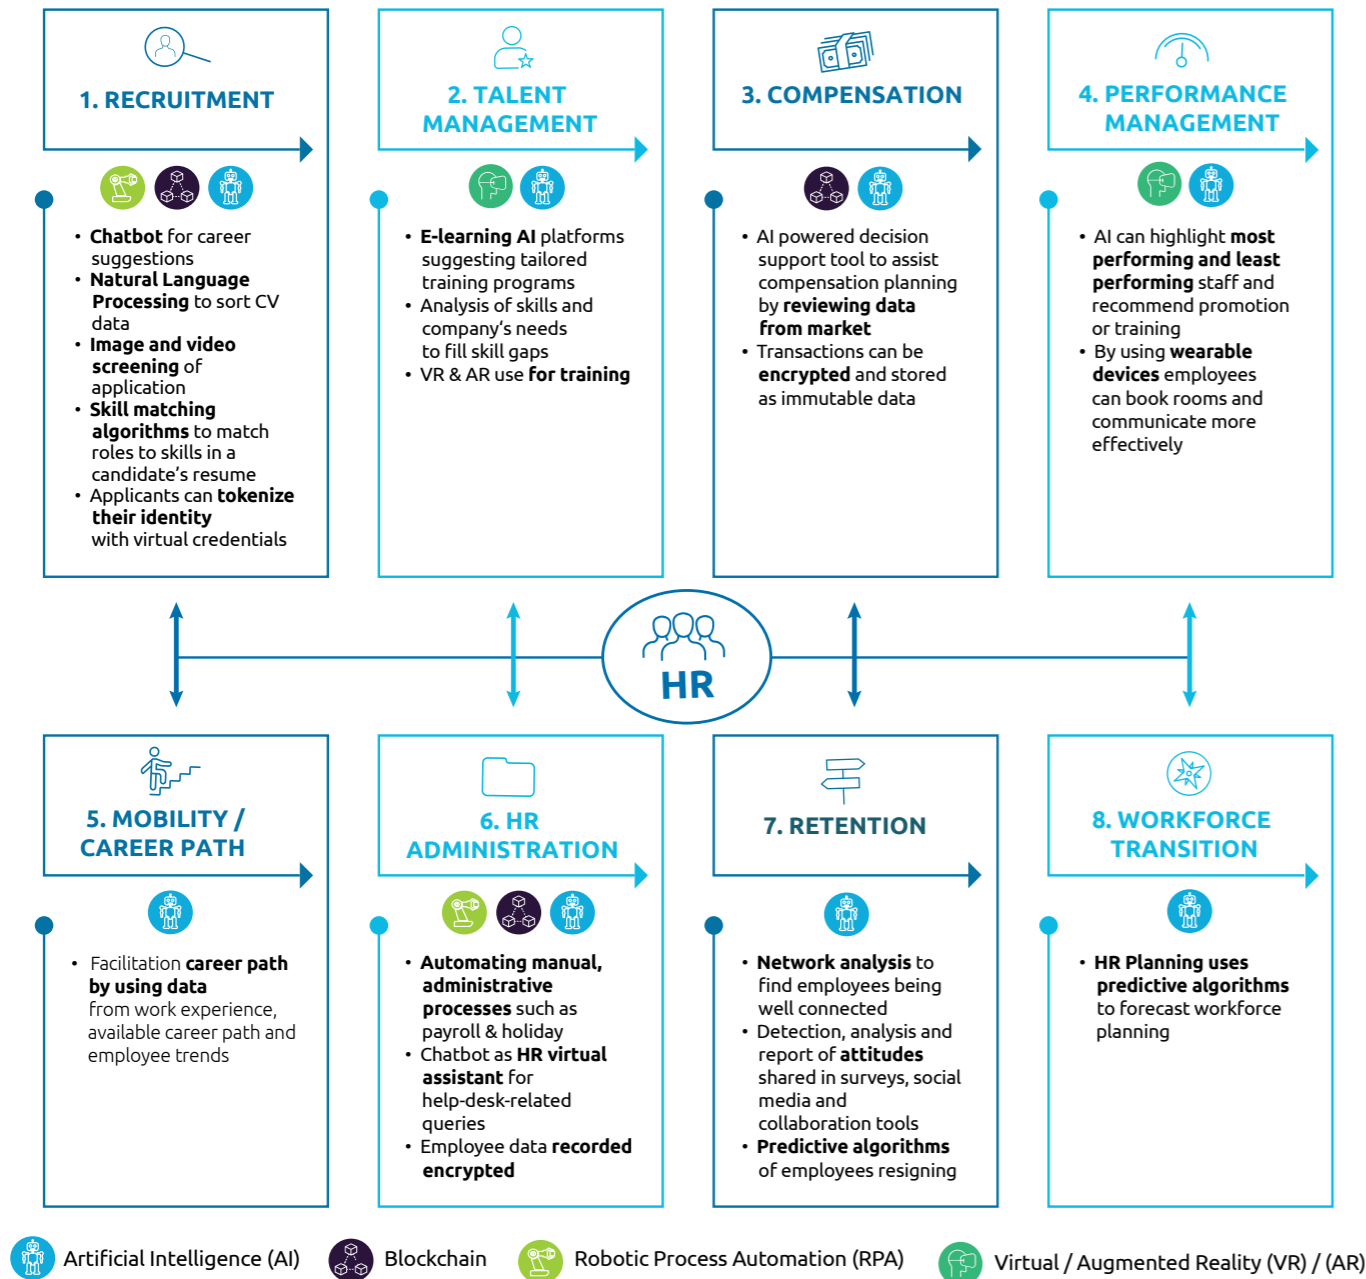 1. RECRUITMENT
• Chatbot for career
suggestions
• Natural Language
Processing to sort CV
data
• Image and video
screening of
application
• Skill matching
algorithms to match
roles to skills in a
candidate’s resume
• Applicants can tokenize
their identity
with virtual credentials
2. TALENT
MANAGEMENT
• E-learning AI platforms
suggesting tailored
training programs
• Analysis of skills and
company‘s needs
to fill skill gaps
• VR & AR use for training
3. COMPENSATION
• AI powered decision
support tool to assist
compensation planning
by reviewing data
from market
• Transactions can be
encrypted and stored
as immutable data
4. PERFORMANCE
MANAGEMENT
• AI can highlight most
performing and least
performing staff and
recommend promotion
or training
• By using wearable
devices employees
can book rooms and
communicate more
effectively
HR
5. MOBILITY /
CAREER PATH
• Facilitation career path
by using data
from work experience,
available career path and
employee trends
6. HR
ADMINISTRATION
• Automating manual,
administrative
processes such as
payroll & holiday
• Chatbot as HR virtual
assistant for
help-desk-related
queries
• Employee data recorded
encrypted
7. RETENTION
• Network analysis to
find employees being
well connected
• Detection, analysis and
report of attitudes
shared in surveys, social
media and
collaboration tools
• Predictive algorithms
of employees resigning
8. WORKFORCE
TRANSITION
• HR Planning uses
predictive algorithms
to forecast workforce
planning
Artificial Intelligence (AI)
Blockchain
Robotic Process Automation (RPA)
Virtual / Augmented Reality (VR) / (AR)